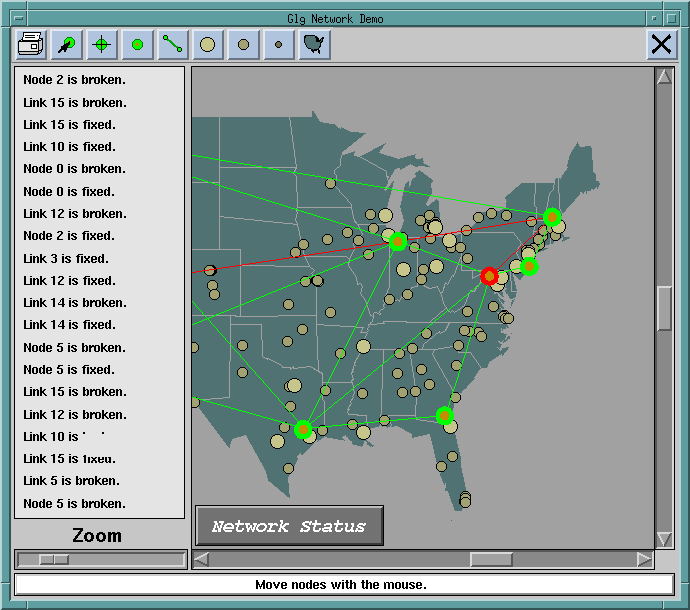 Glg Network Demo
Node 2 is broken.
Link 15 is broken.
Link 15 is fixed.
Link 10 is fixed.
Node 0 is broken.
Node 0 is fixed.
Link 12 is broken.
Node 2 is fixed.
Link 3 is fixed.
Link 12 is fixed.
Link 14 is broken.
Link 14 is fixed.
Node 5 is broken.
Node 5 is fixed.
Link 15 is broken.
Link 12 is broken.
Link 10 is
Link 15 is fixed.
Link 5 is broken.
Node 5 is broken.
Zoom
Network Status
Move nodes with the mouse.